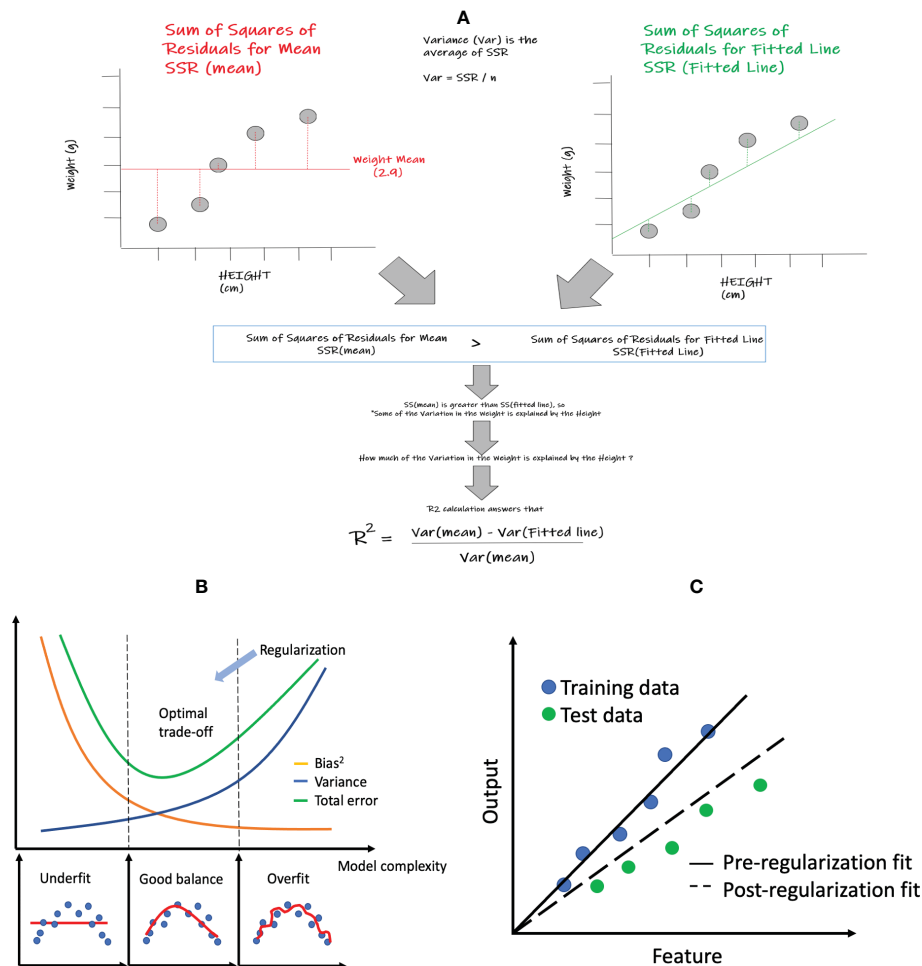 A
Sum of Squares of
Residuals for Mean
SSR (mean)
Variance (Var) is the
average of SSR
Var = SSR / n
Sum of Squares of
Residuals for Fitted Line
SSR (Fitted Line)
Weight (g)
Weight Mean
(2.9)
HEIGHT
(cm)
Weight (g)
HEIGHT
(cm)
Sum of Squares of Residuals for Mean
SSR(mean)
>
Sum of Squares of Residuals for Fitted Line
SSR(Fitted Line)
SS(mean) is greater than SS(fitted line), so
"Some of the Variation in the Weight is explained by the Height
How much of the Variation in the Weight is explained by the Height ?
R2 calculation answers that
R² = Var(mean) - Var(Fitted line)
Var(mean)
B
Regularization
Optimal
trade-off
Bias²
Variance
Total error
Model complexity
Underfit
Good balance
Overfit
C
Training data
Test data
Output
Pre-regularization fit
Post-regularization fit
Feature